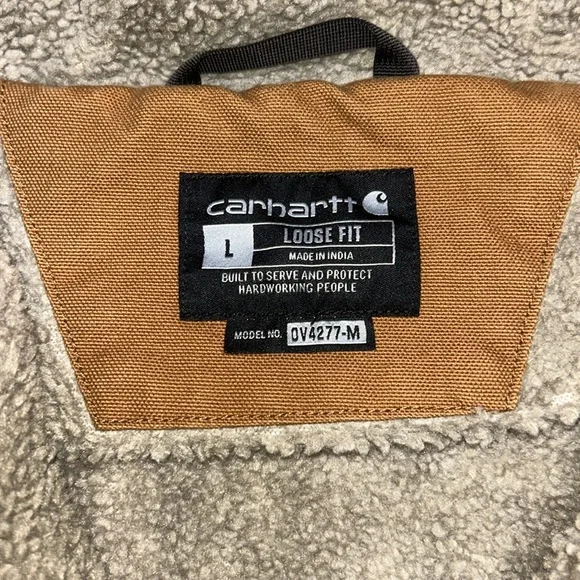 carhartt
L LOOSE FIT
MADE IN INDIA
BUILT TO SERVE AND PROTECT
HARDWORKING PEOPLE
MODEL NO. OV4277-M